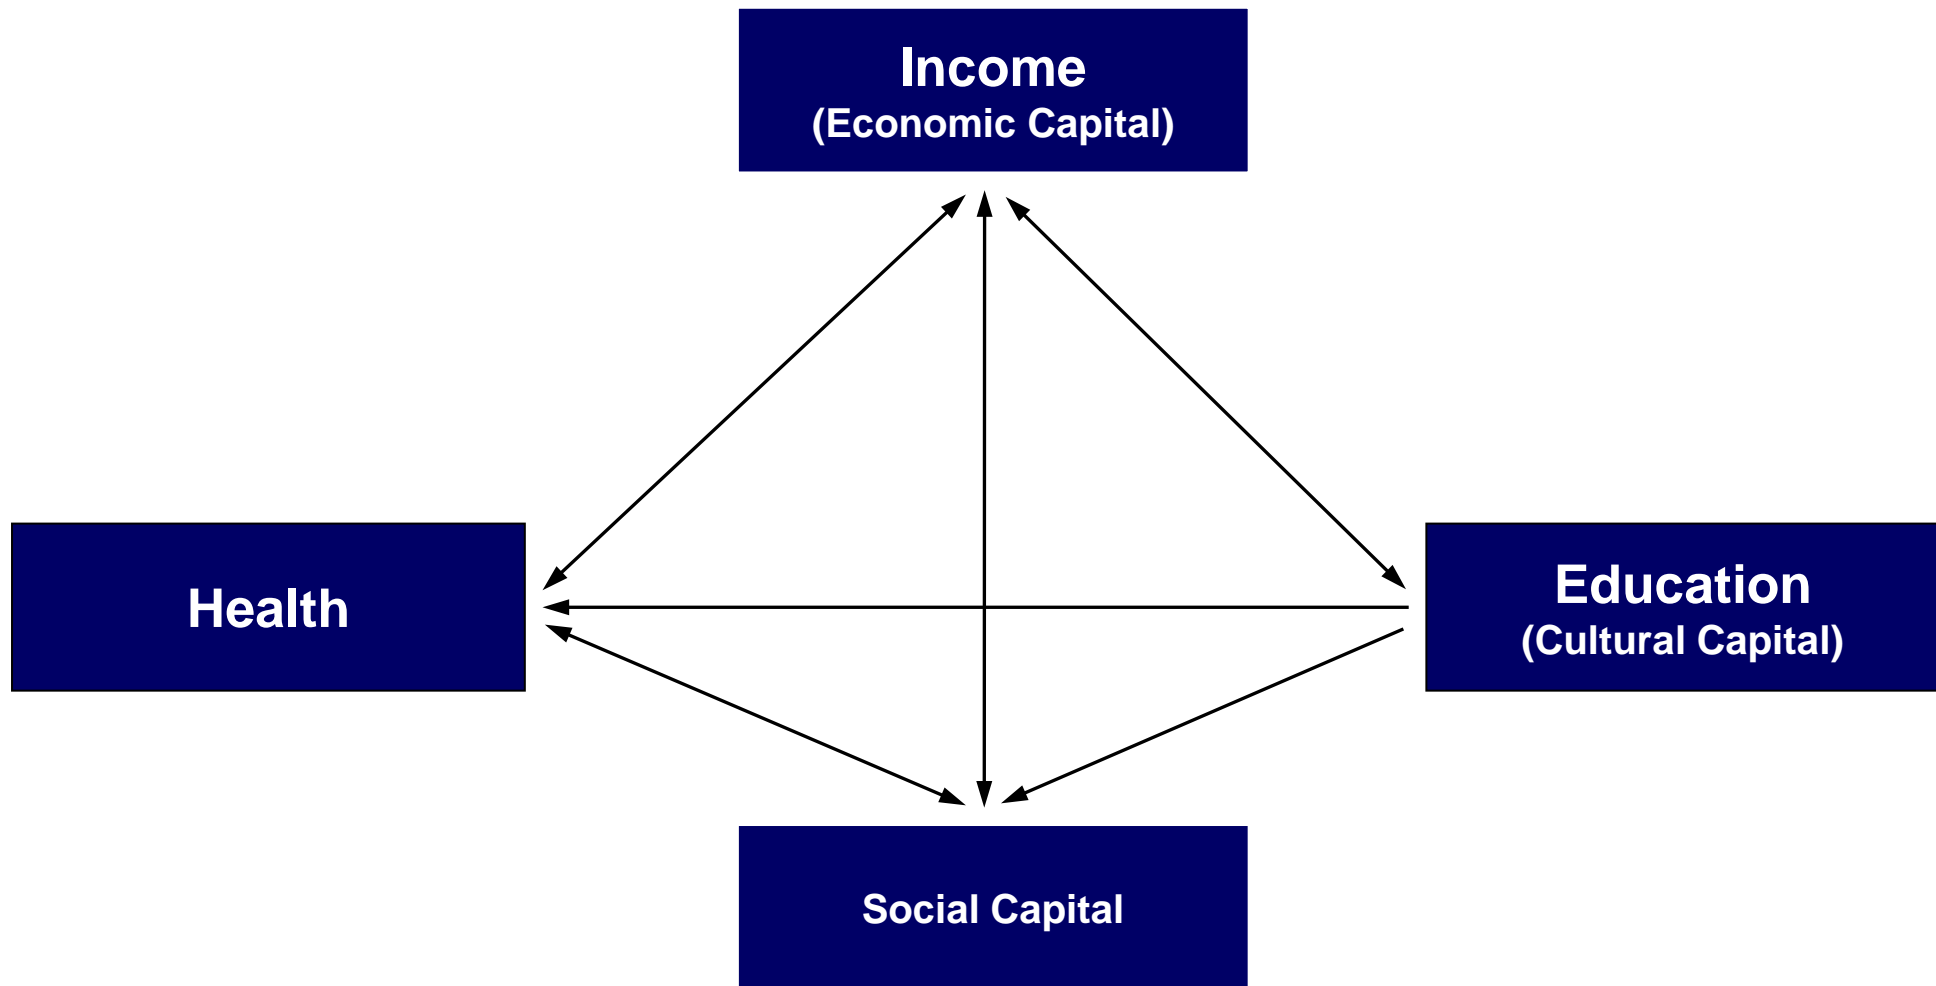 Income
(Economic Capital)
Health
Education
(Cultural Capital)
Social Capital